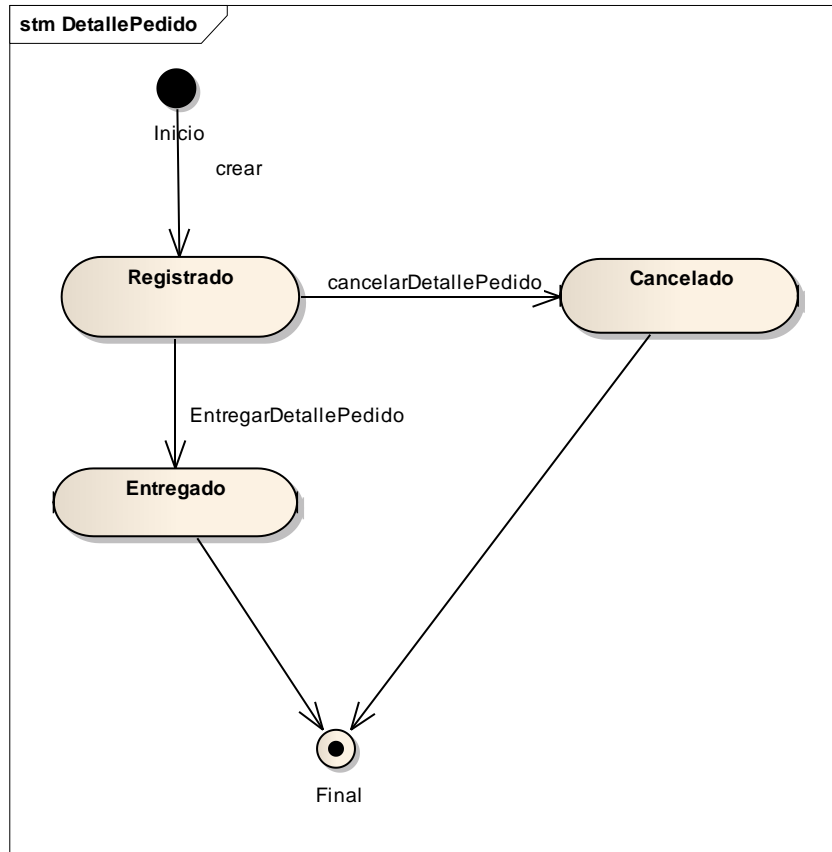 stm DetallePedido
Inicio
crear
Registrado
cancelarDetallePedido
Cancelado
EntregarDetallePedido
Entregado
Final